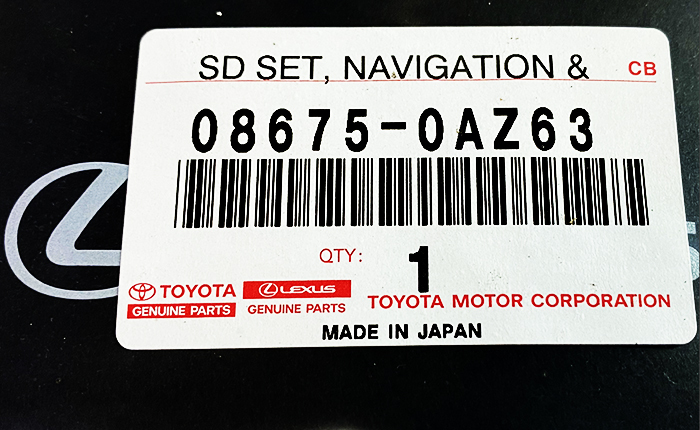 SD SET, NAVIGATION & CB
08675-0AZ63
QTY: 1
TOYOTA LEXUS TOYOTA MOTOR CORPORATION
GENUINE PARTS GENUINE PARTS
MADE IN JAPAN